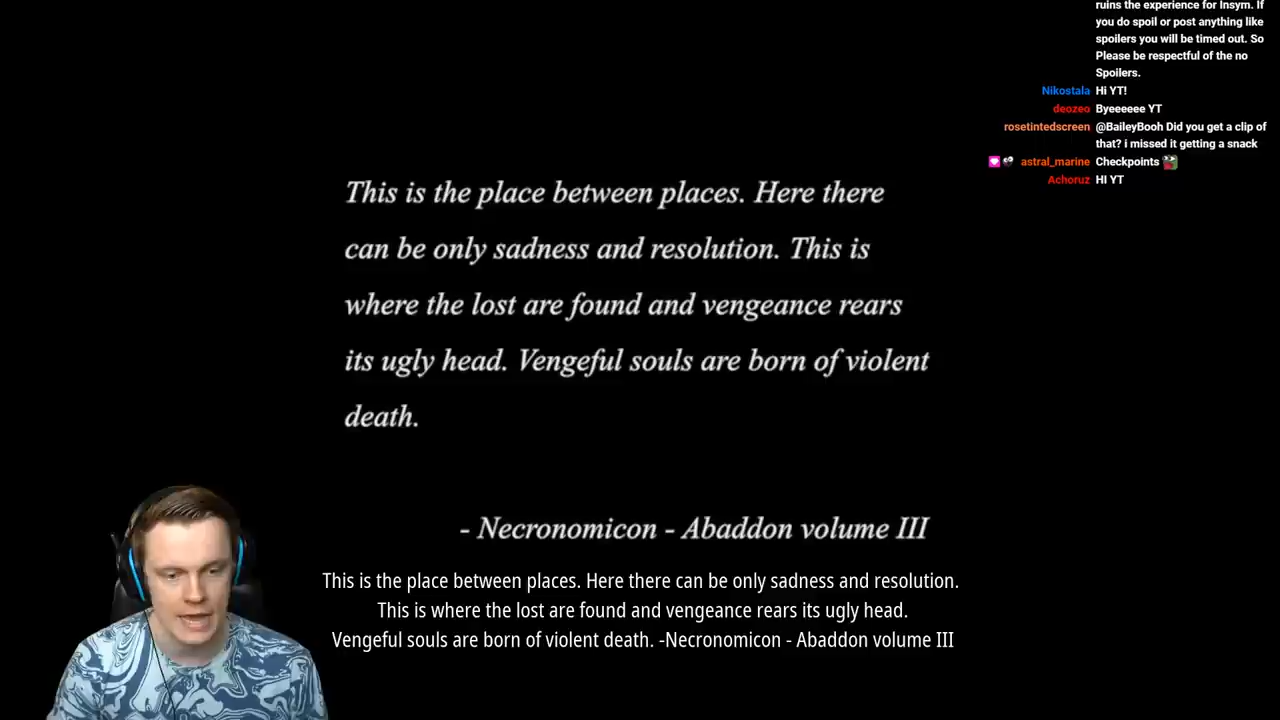 ruins the experience for Insym. If
you do spoil or post anything like
spoilers you will be timed out. So
Please be respectful of the no
Spoilers.
Nikostala Hi YT!
deozeo Byeeeeee YT
rosetintedscreen @BaileyBooh Did you get a clip of
that? i missed it getting a snack
astral_marine Checkpoints
Achoruz HI YT
This is the place between places. Here there
can be only sadness and resolution. This is
where the lost are found and vengeance rears
its ugly head. Vengeful souls are born of violent
death.
- Necronomicon - Abaddon volume III
This is the place between places. Here there can be only sadness and resolution.
This is where the lost are found and vengeance rears its ugly head.
Vengeful souls are born of violent death. -Necronomicon - Abaddon volume III